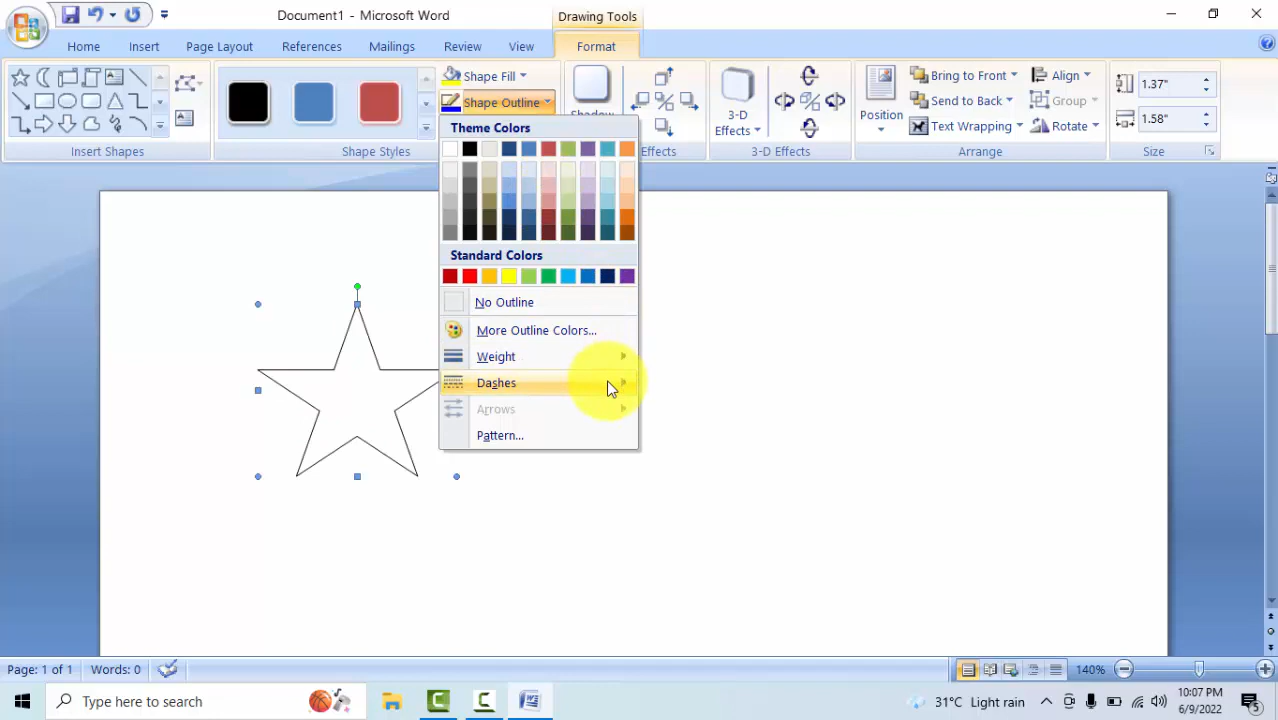 Document1 - Microsoft Word
Drawing Tools
Home Insert Page Layout References Mailings Review View Format
Shape Fill
Shape Outline
Insert Shapes
Shape Styles
3-D
Effects
3-D Effects
Position
Bring to Front
Send to Back
Text Wrapping
Align
Group
Rotate
Arrange
1.37"
1.58"
Size
Theme Colors
Standard Colors
No Outline
More Outline Colors...
Weight
Dashes
Arrows
Pattern...
Page: 1 of 1 Words: 0 140%
Type here to search
31°C Light rain
10:07 PM
6/9/2022
5